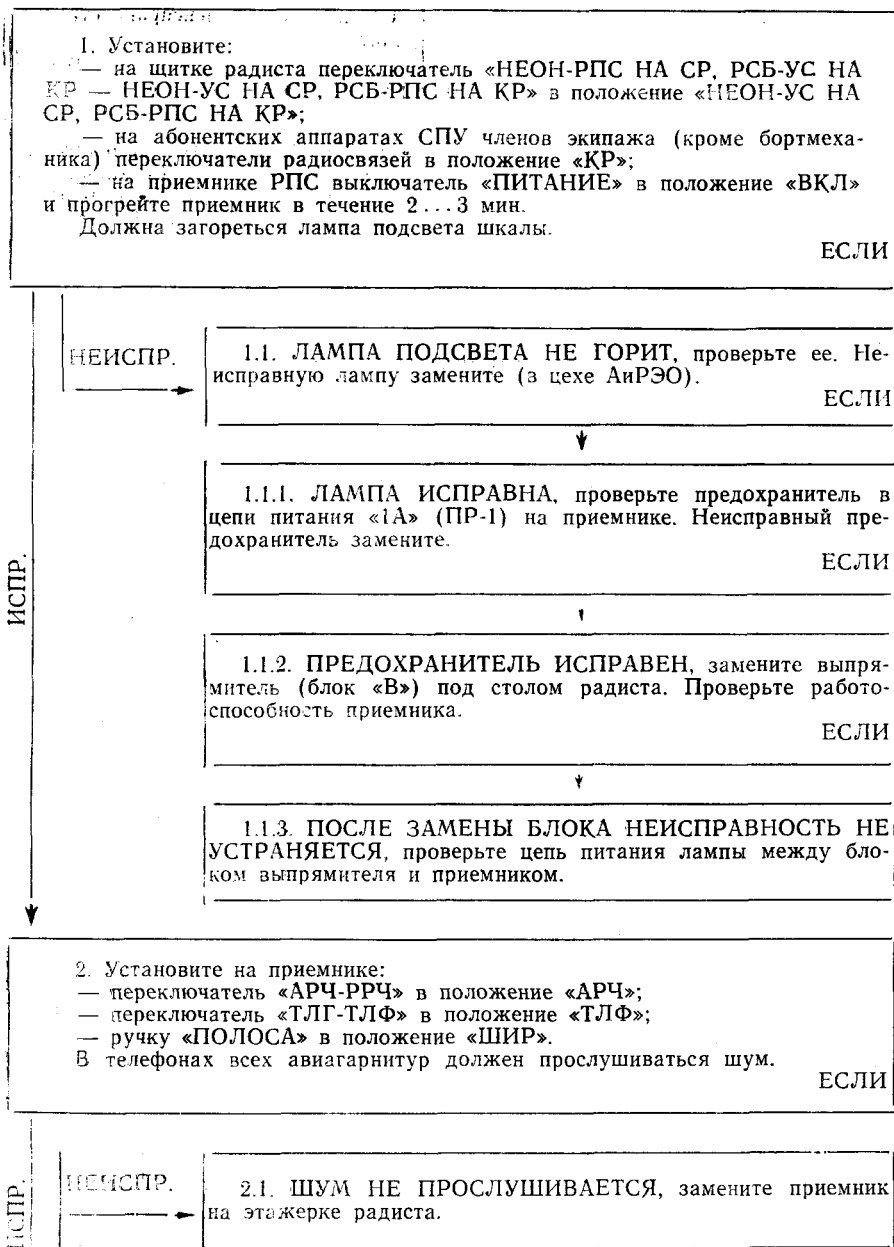 1. Установите:
— на щитке радиста переключатель «НЕОН-РПС НА СР, РСБ-УС НА
КР — НЕОН-УС НА СР, РСБ-РПС НА КР» в положение «НЕОН-УС НА
СР, РСБ-РПС НА КР»;
— на абонентских аппаратах СПУ членов экипажа (кроме бортмеха-
ника) переключатели радиосвязей в положение «КР»;
— на приемнике РПС выключатель «ПИТАНИЕ» в положение «ВКЛ»
и прогрейте приемник в течение 2...3 мин.
Должна загореться лампа подсвета шкалы.
ЕСЛИ
НЕИСПР.
1.1. ЛАМПА ПОДСВЕТА НЕ ГОРИТ, проверьте ее. Не-
исправную лампу замените (в цехе АиРЭО).
ЕСЛИ
1.1.1. ЛАМПА ИСПРАВНА, проверьте предохранитель в
цепи питания «1А» (ПР-1) на приемнике. Неисправный пре-
дохранитель замените.
ЕСЛИ
ИСПР.
1.1.2. ПРЕДОХРАНИТЕЛЬ ИСПРАВЕН, замените выпря-
митель (блок «В») под столом радиста. Проверьте работо-
способность приемника.
ЕСЛИ
1.1.3. ПОСЛЕ ЗАМЕНЫ БЛОКА НЕИСПРАВНОСТЬ НЕ
УСТРАНЯЕТСЯ, проверьте цепь питания лампы между бло-
ком выпрямителя и приемником.
2. Установите на приемнике:
— переключатель «АРЧ-РРЧ» в положение «АРЧ»;
— переключатель «ТЛГ-ТЛФ» в положение «ТЛФ»;
— ручку «ПОЛОСА» в положение «ШИР».
В телефонах всех авиагарнитур должен прослушиваться шум.
ЕСЛИ
ИСПР.
НЕИСПР.
2.1. ШУМ НЕ ПРОСЛУШИВАЕТСЯ, замените приемник
на этажерке радиста.